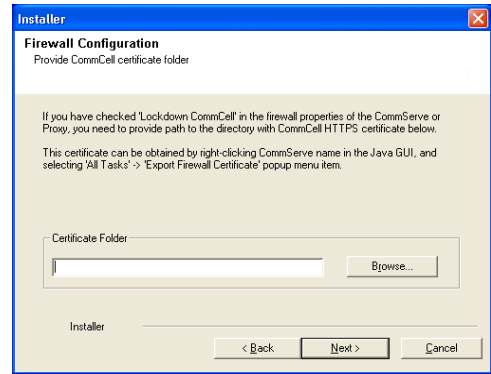 Installer
Firewall Configuration
Provide CommCell certificate folder
If you have checked 'Lockdown CommCell' in the firewall properties of the CommServe or
Proxy, you need to provide path to the directory with CommCell HTTPS certificate below.
This certificate can be obtained by right-clicking CommServe name in the Java GUI, and
selecting 'All Tasks' -> 'Export Firewall Certificate' popup menu item.
Certificate Folder
Browse...
Installer
< Back
Next >
Cancel